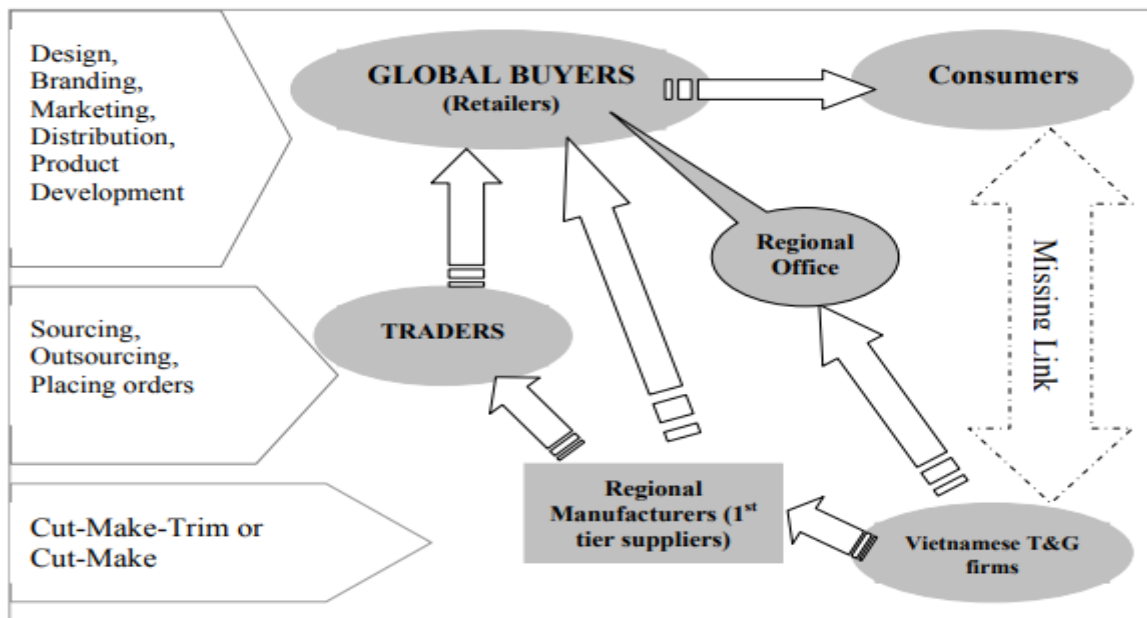 Design,
Branding,
Marketing,
Distribution,
Product
Development
GLOBAL BUYERS
(Retailers)
Consumers
Regional
Office
Missing Link
Sourcing,
Outsourcing,
Placing orders
TRADERS
Cut-Make-Trim or
Cut-Make
Regional
Manufacturers (1st
tier suppliers)
Vietnamese T&G
firms